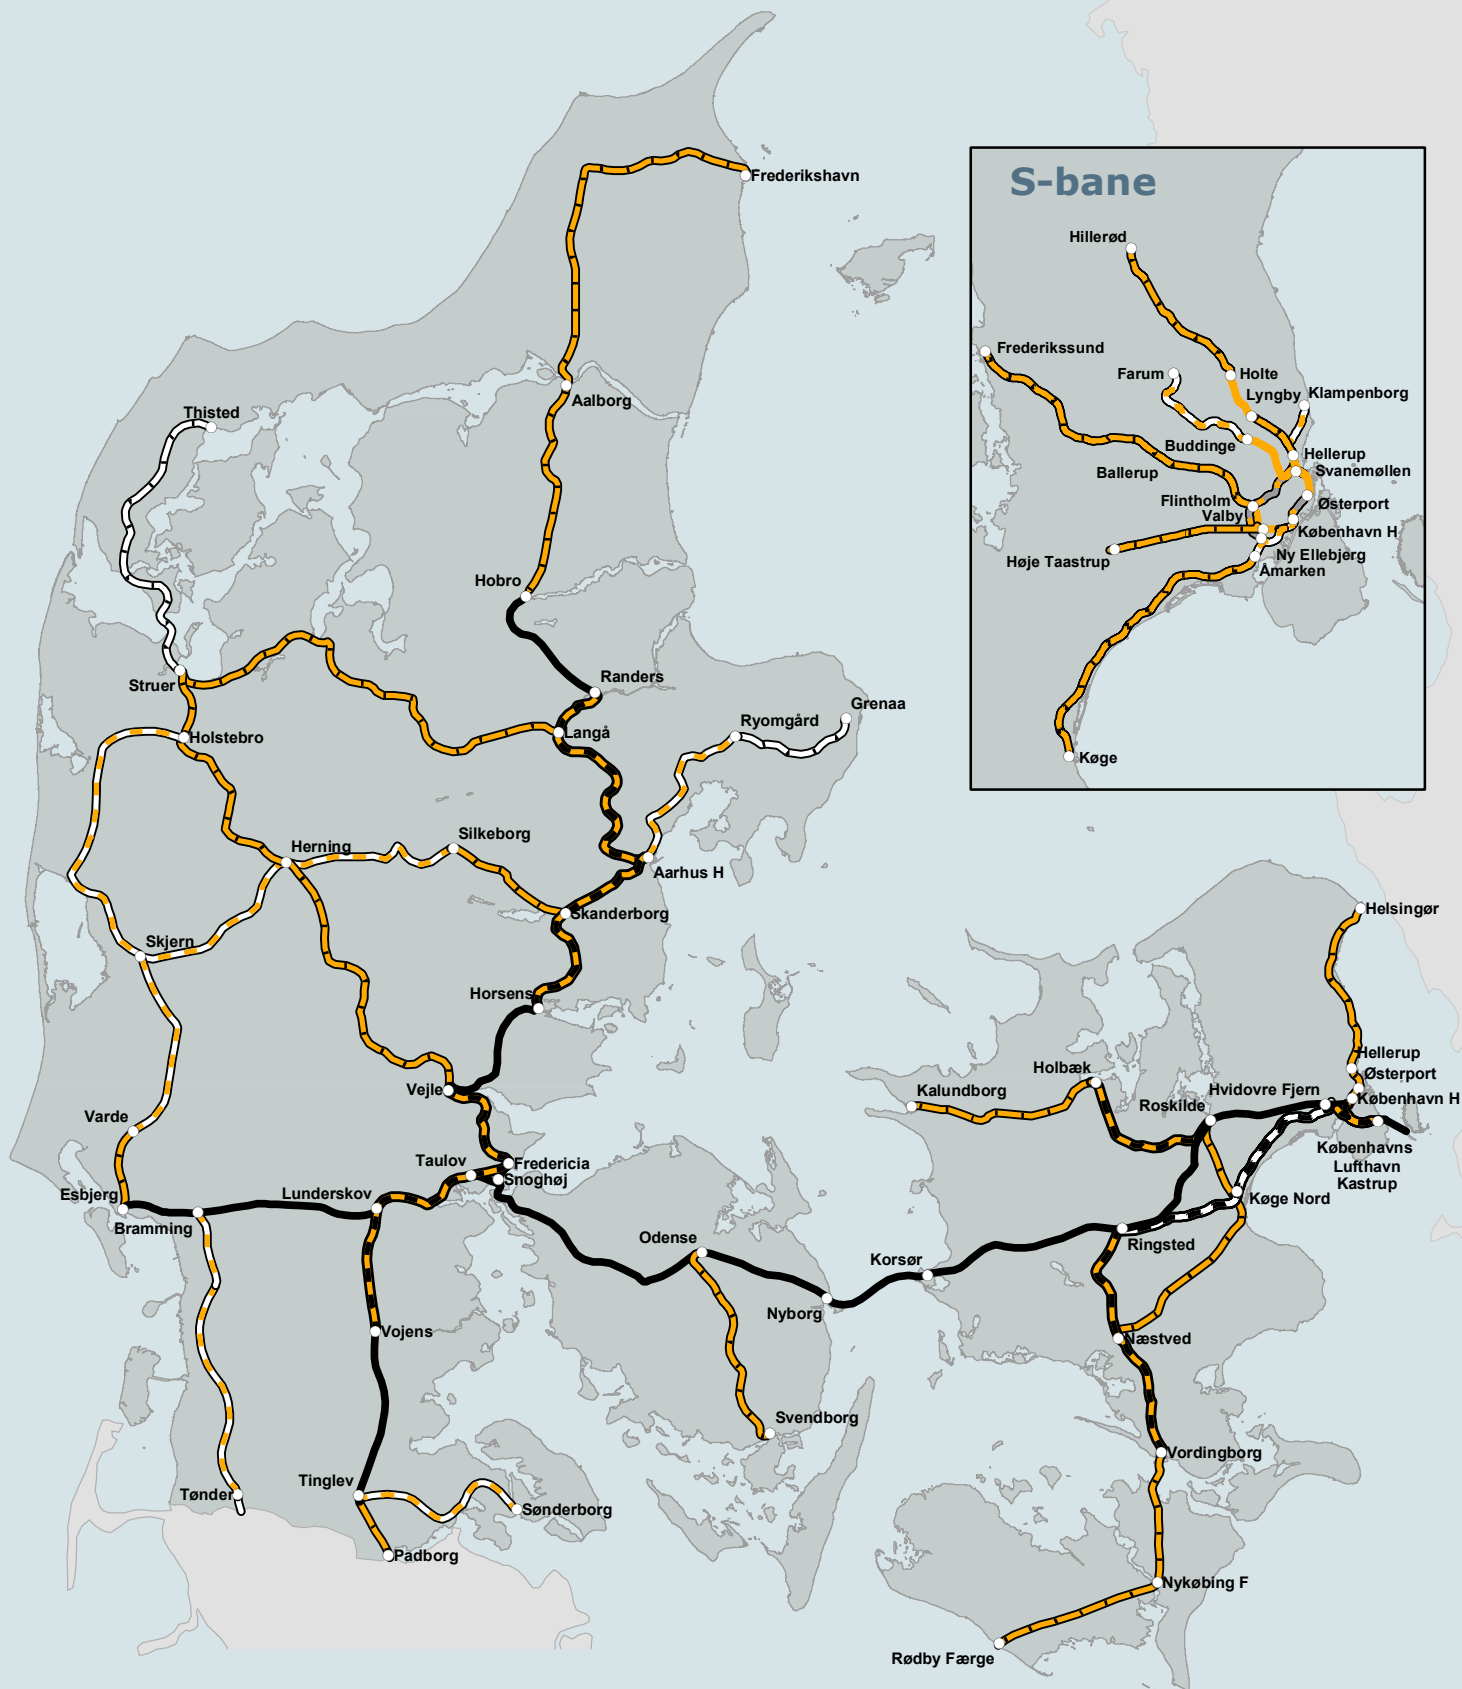 Frederikshavn
S-bane
Hillerød
Frederikssund
Farum
Holte
Lyngby
Klampenborg
Buddinge
Hellerup
Ballerup
Svanemøllen
Flintholm
Østerport
Valby
København H
Høje Taastrup
Ny Ellebjerg
Åmarken
Køge
Aalborg
Thisted
Hobro
Struer
Randers
Holstebro
Langå
Ryomgård
Grenaa
Herning
Silkeborg
Aarhus H
Skanderborg
Skjern
Horsens
Helsingør
Vejle
Kalundborg
Holbæk
Hellerup
Østerport
Hvidovre Fjern
København H
Roskilde
Varde
Københavns
Lufthavn
Kastrup
Taulov
Fredericia
Snoghøj
Esbjerg
Lunderskov
Bramming
Køge Nord
Odense
Ringsted
Korsør
Nyborg
Vojens
Næstved
Svendborg
Vordingborg
Tønder
Tinglev
Sønderborg
Padborg
Nykøbing F
Rødby Færge